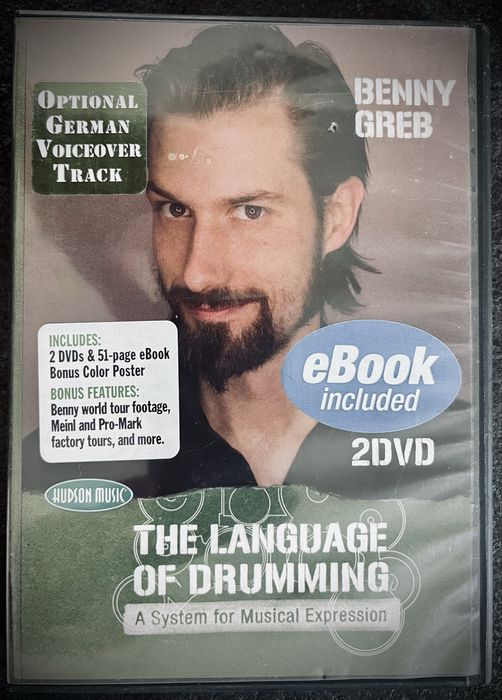 OPTIONAL
GERMAN
VOICEOVER
TRACK
BENNY
GREB
INCLUDES:
2 DVDs & 51-page eBook
Bonus Color Poster
BONUS FEATURES:
Benny world tour footage,
Meinl and Pro-Mark
factory tours, and more.
eBook
included
2DVD
HUDSON MUSIC
THE LANGUAGE
OF DRUMMING
A System for Musical Expression